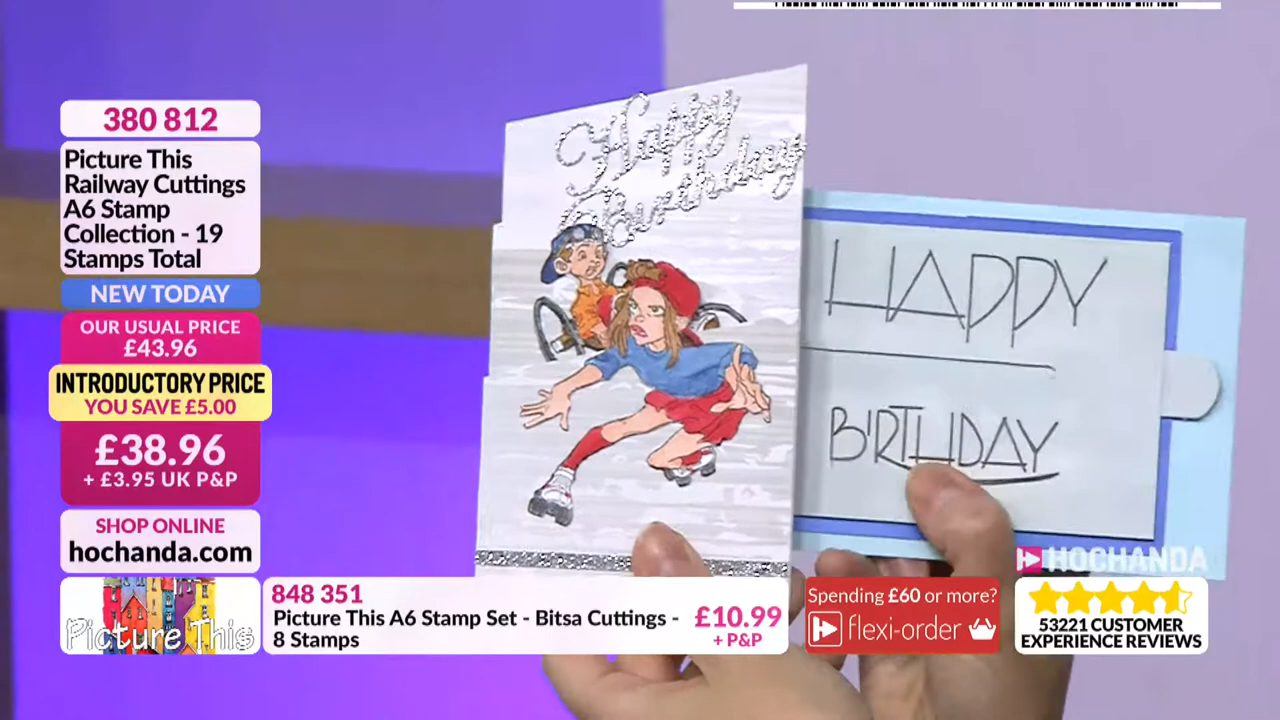 380 812
Picture This
Railway Cuttings
A6 Stamp
Collection - 19
Stamps Total
NEW TODAY
OUR USUAL PRICE
£43.96
INTRODUCTORY PRICE
YOU SAVE £5.00
£38.96
+ £3.95 UK P&P
SHOP ONLINE
hochanda.com
Happy
Birthday
HAPPY
BIRTHDAY
HOCHANDA
Picture This
848 351
Picture This A6 Stamp Set - Bitsa Cuttings -
8 Stamps
£10.99
+ P&P
Spending £60 or more?
flexi-order
53221 CUSTOMER
EXPERIENCE REVIEWS